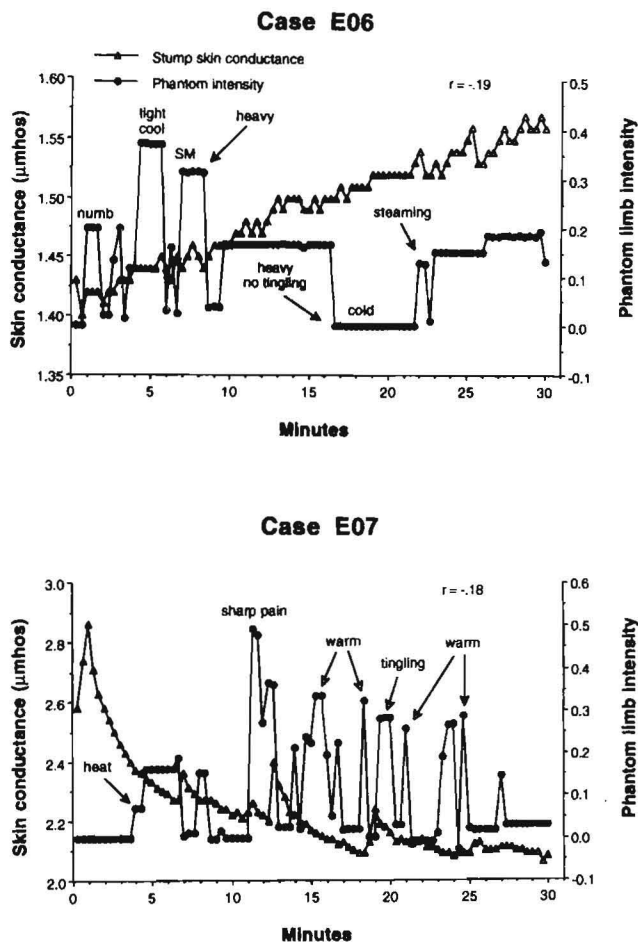 Case E06
Stump skin conductance
Phantom intensity
r = -.19
1.60
1.55
1.50
1.45
1.40
1.35
Skin conductance (μmhos)
0.5
0.4
0.3
0.2
0.1
0.0
-0.1
Phantom limb intensity
tight
cool
SM
heavy
numb
steaming
heavy
no tingling
cold
0 5 10 15 20 25 30
Minutes
Case E07
r = -.18
3.0
2.8
2.6
2.4
2.2
2.0
Skin conductance (μmhos)
0.6
0.5
0.4
0.3
0.2
0.1
0.0
-0.1
Phantom limb intensity
sharp pain
warm
tingling
warm
heat
0 5 10 15 20 25 30
Minutes